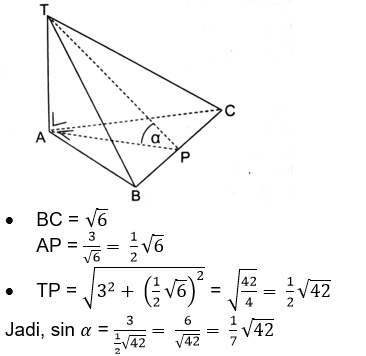 T
C
A
α
P
B
• BC = √6
AP = 3/√6 = 1/2 √6
• TP = √(3² + (1/2 √6)²) = √(42/4) = 1/2 √42
Jadi, sin α = 3/(1/2 √42) = 6/√42 = 1/7 √42